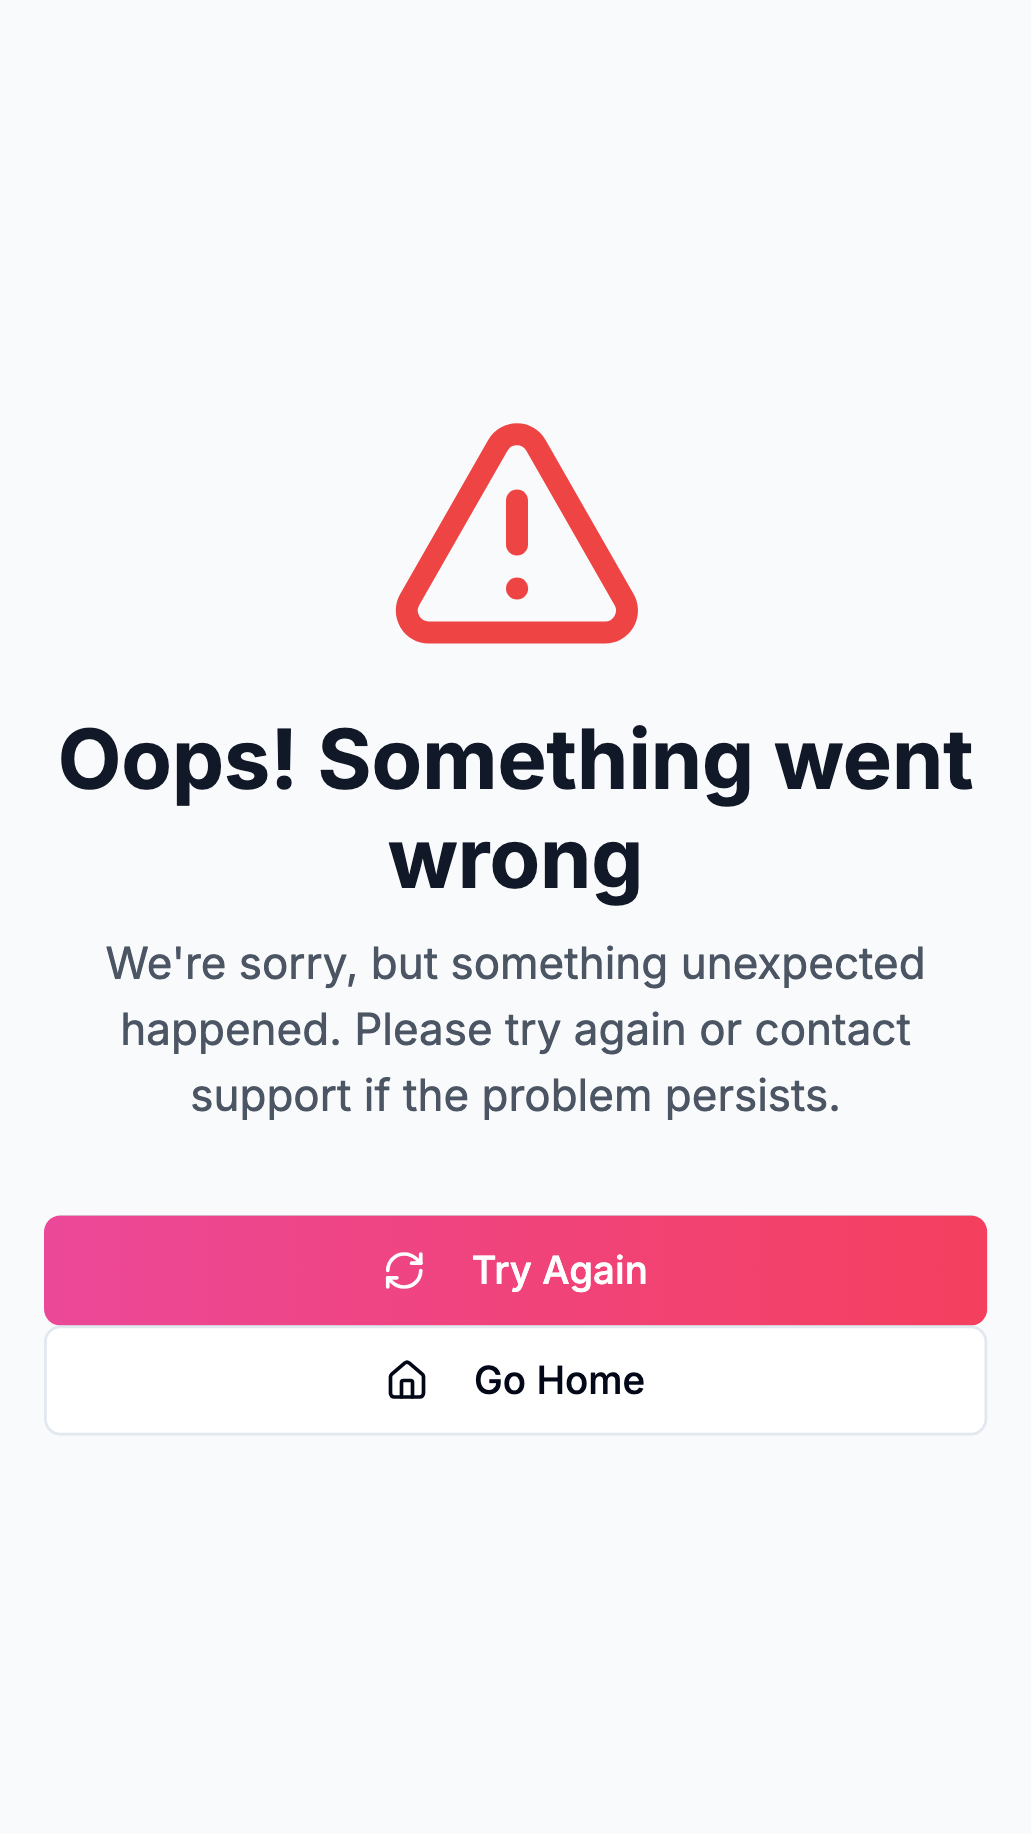 Oops! Something went
wrong
We're sorry, but something unexpected
happened. Please try again or contact
support if the problem persists.
Try Again
Go Home